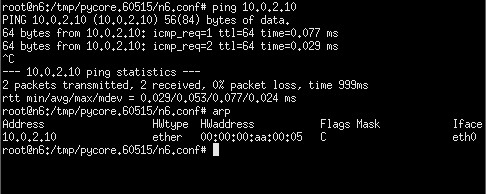 root@n6:/tmp/pycore.60515/n6.conf# ping 10.0.2.10
PING 10.0.2.10 (10.0.2.10) 56(84) bytes of data.
64 bytes from 10.0.2.10: icmp_req=1 ttl=64 time=0.077 ms
64 bytes from 10.0.2.10: icmp_req=2 ttl=64 time=0.029 ms
^C
--- 10.0.2.10 ping statistics ---
2 packets transmitted, 2 received, 0% packet loss, time 999ms
rtt min/avg/max/mdev = 0.029/0.053/0.077/0.024 ms
root@n6:/tmp/pycore.60515/n6.conf# arp
Address HWtype HWaddress Flags Mask Iface
10.0.2.10 ether 00:00:00:aa:00:05 C eth0
root@n6:/tmp/pycore.60515/n6.conf#